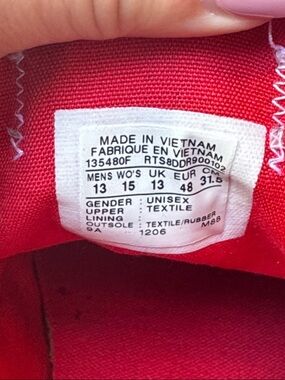 MADE IN VIETNAM
FABRIQUE EN VIETNAM
135480F RTS8DDR900102
MENS WO'S UK EUR CM
13 15 13 48 31.5
GENDER : UNISEX
UPPER : TEXTILE
LINING
OUTSOLE : TEXTILE/RUBBER
9A 1206 M8S